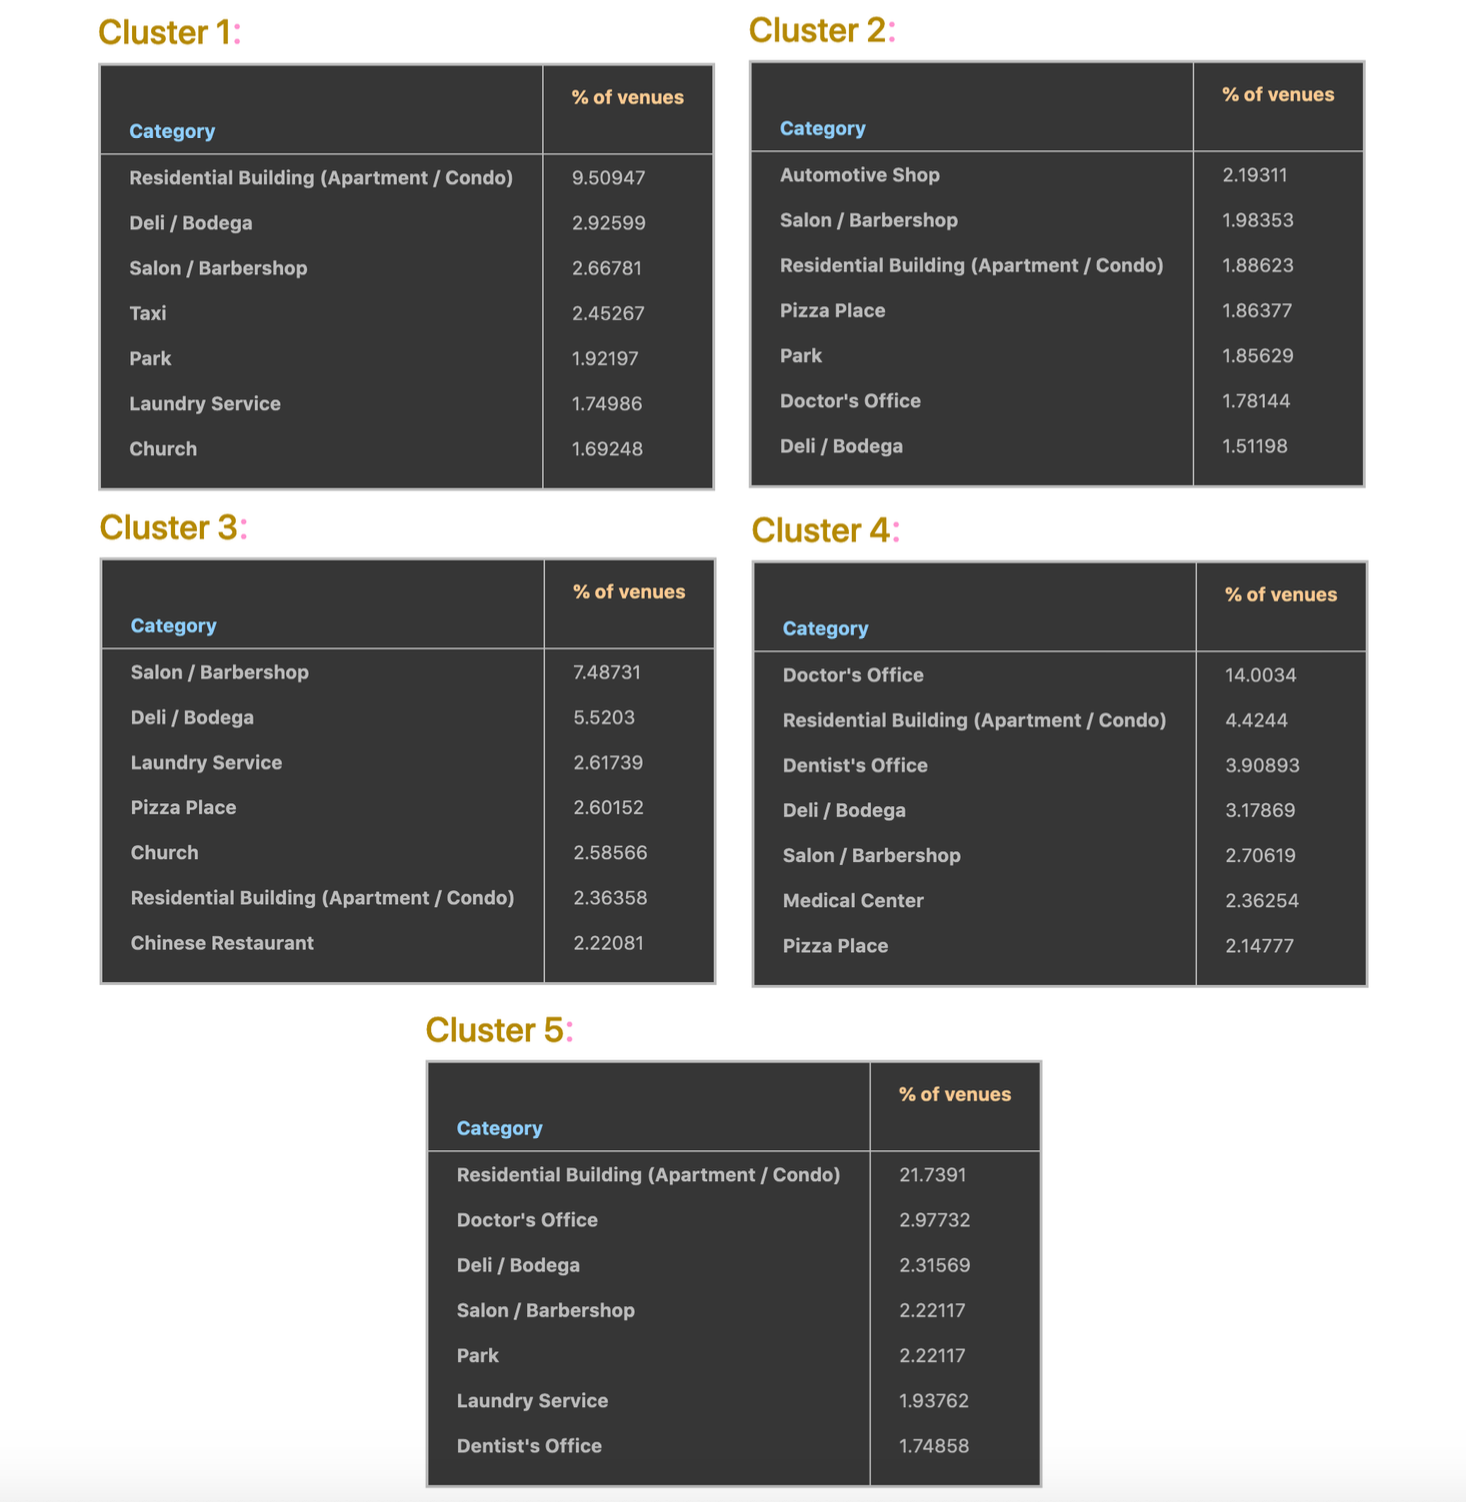 Cluster 1:
% of venues
Category
Residential Building (Apartment / Condo) 9.50947
Deli / Bodega 2.92599
Salon / Barbershop 2.66781
Taxi 2.45267
Park 1.92197
Laundry Service 1.74986
Church 1.69248
Cluster 2:
% of venues
Category
Automotive Shop 2.19311
Salon / Barbershop 1.98353
Residential Building (Apartment / Condo) 1.88623
Pizza Place 1.86377
Park 1.85629
Doctor's Office 1.78144
Deli / Bodega 1.51198
Cluster 3:
% of venues
Category
Salon / Barbershop 7.48731
Deli / Bodega 5.5203
Laundry Service 2.61739
Pizza Place 2.60152
Church 2.58566
Residential Building (Apartment / Condo) 2.36358
Chinese Restaurant 2.22081
Cluster 4:
% of venues
Category
Doctor's Office 14.0034
Residential Building (Apartment / Condo) 4.4244
Dentist's Office 3.90893
Deli / Bodega 3.17869
Salon / Barbershop 2.70619
Medical Center 2.36254
Pizza Place 2.14777
Cluster 5:
% of venues
Category
Residential Building (Apartment / Condo) 21.7391
Doctor's Office 2.97732
Deli / Bodega 2.31569
Salon / Barbershop 2.22117
Park 2.22117
Laundry Service 1.93762
Dentist's Office 1.74858